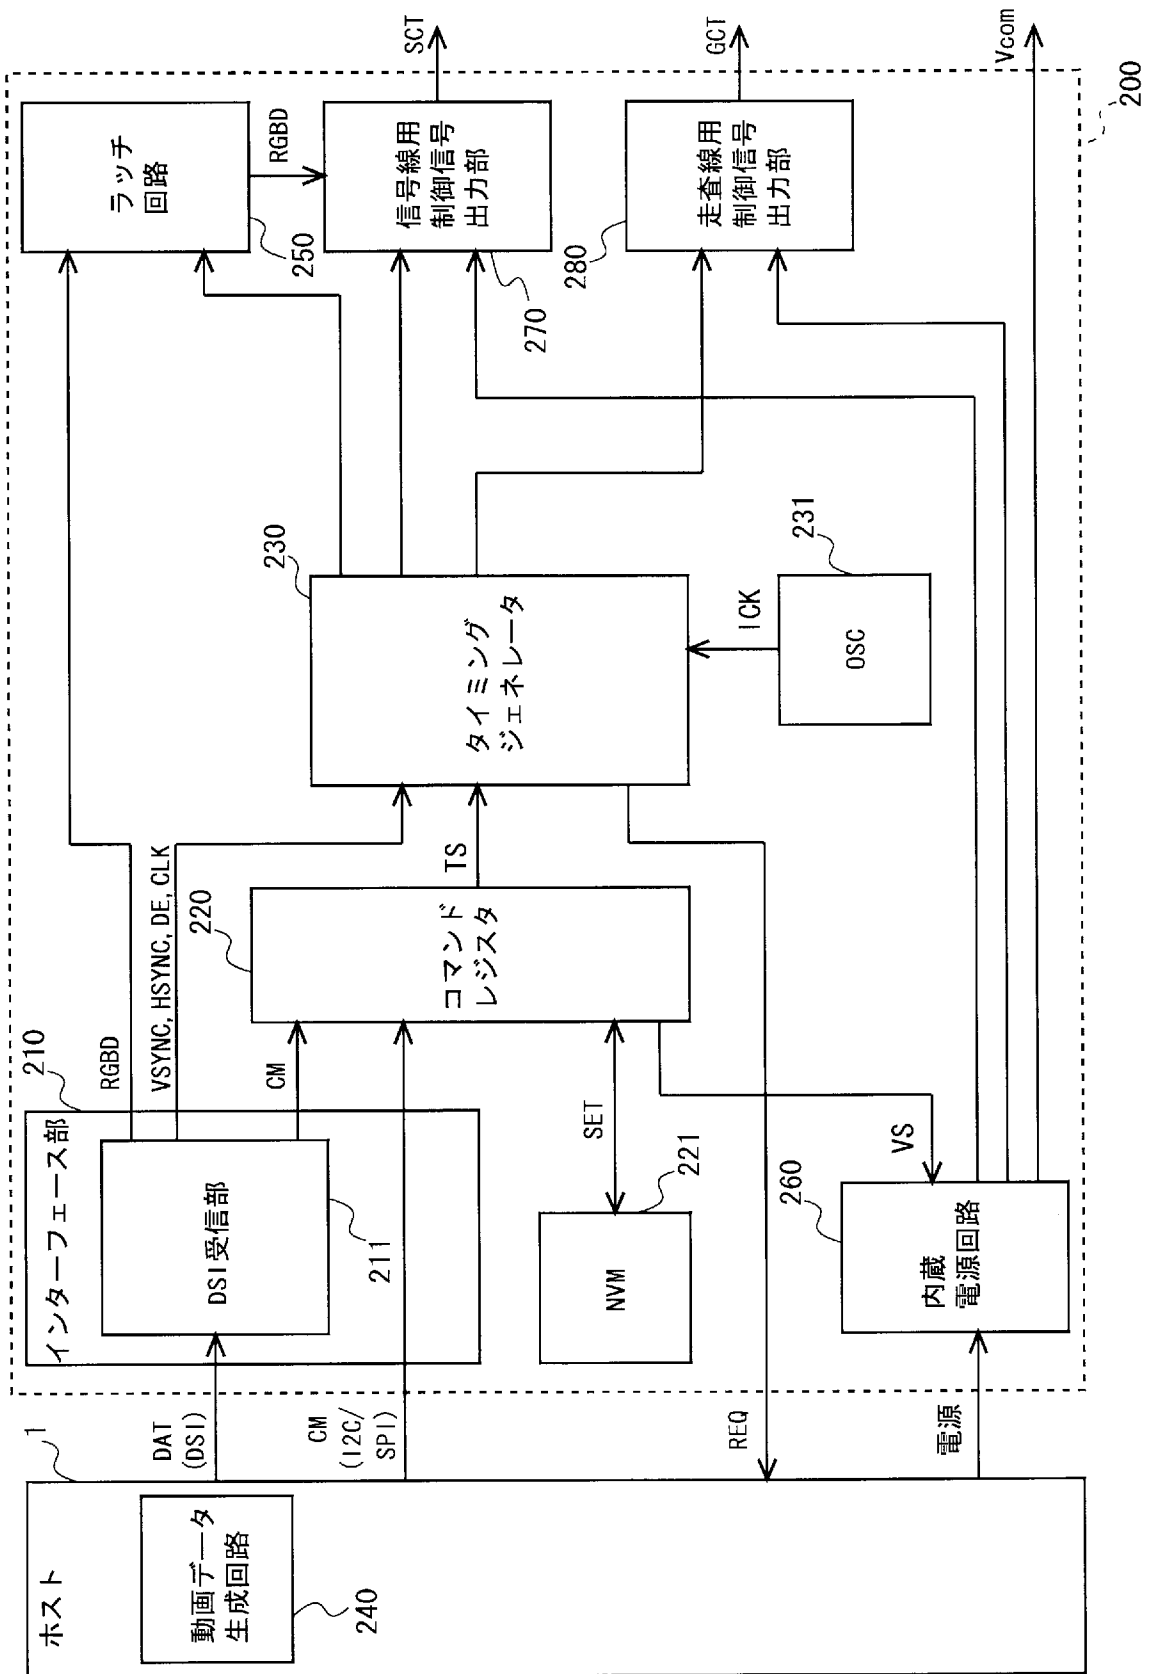 ホスト
1
動画データ
生成回路
240
DAT
(DSI)
CM
(I2C/
SPI)
REQ
電源
インターフェース部
210
DSI受信部
211
RGBD
VSYNC, HSYNC, DE, CLK
CM
コマンド
レジスタ
220
NVM
221
SET
VS
内蔵
電源回路
260
TS
タイミング
ジェネレータ
230
OSC
231
ICK
ラッチ
回路
250
RGBD
信号線用
制御信号
出力部
270
走査線用
制御信号
出力部
280
SCT
GCT
Vcom
200